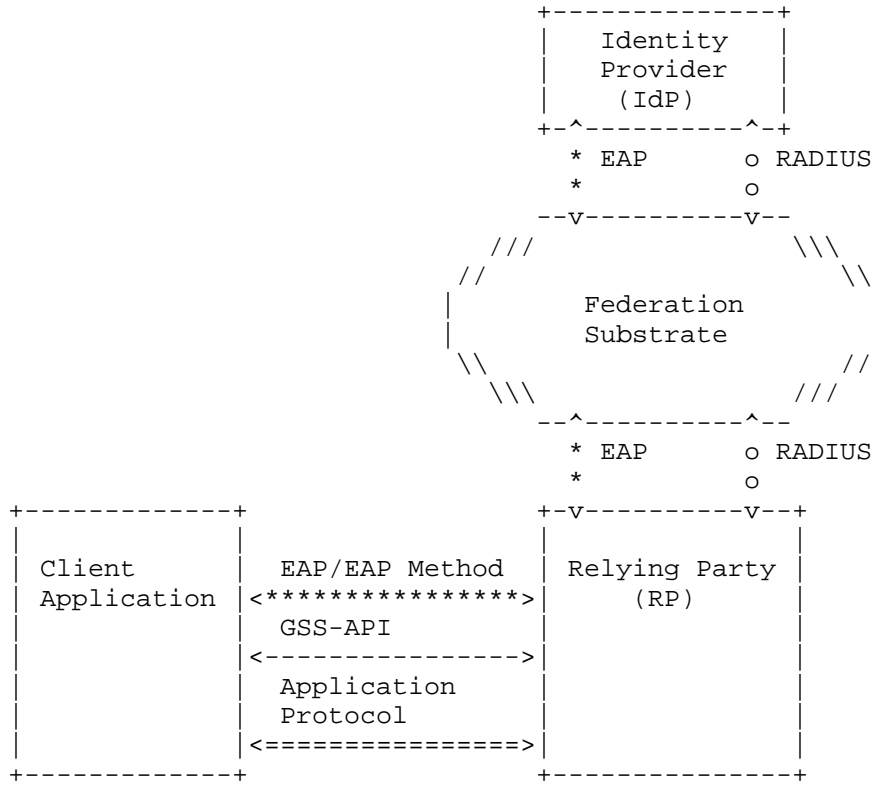 Identity
Provider
(IdP)
* EAP o RADIUS
* o
Federation
Substrate
* EAP o RADIUS
* o
Client
Application
EAP/EAP Method
<****************>
GSS-API
<---------------->
Application
Protocol
<================>
Relying Party
(RP)